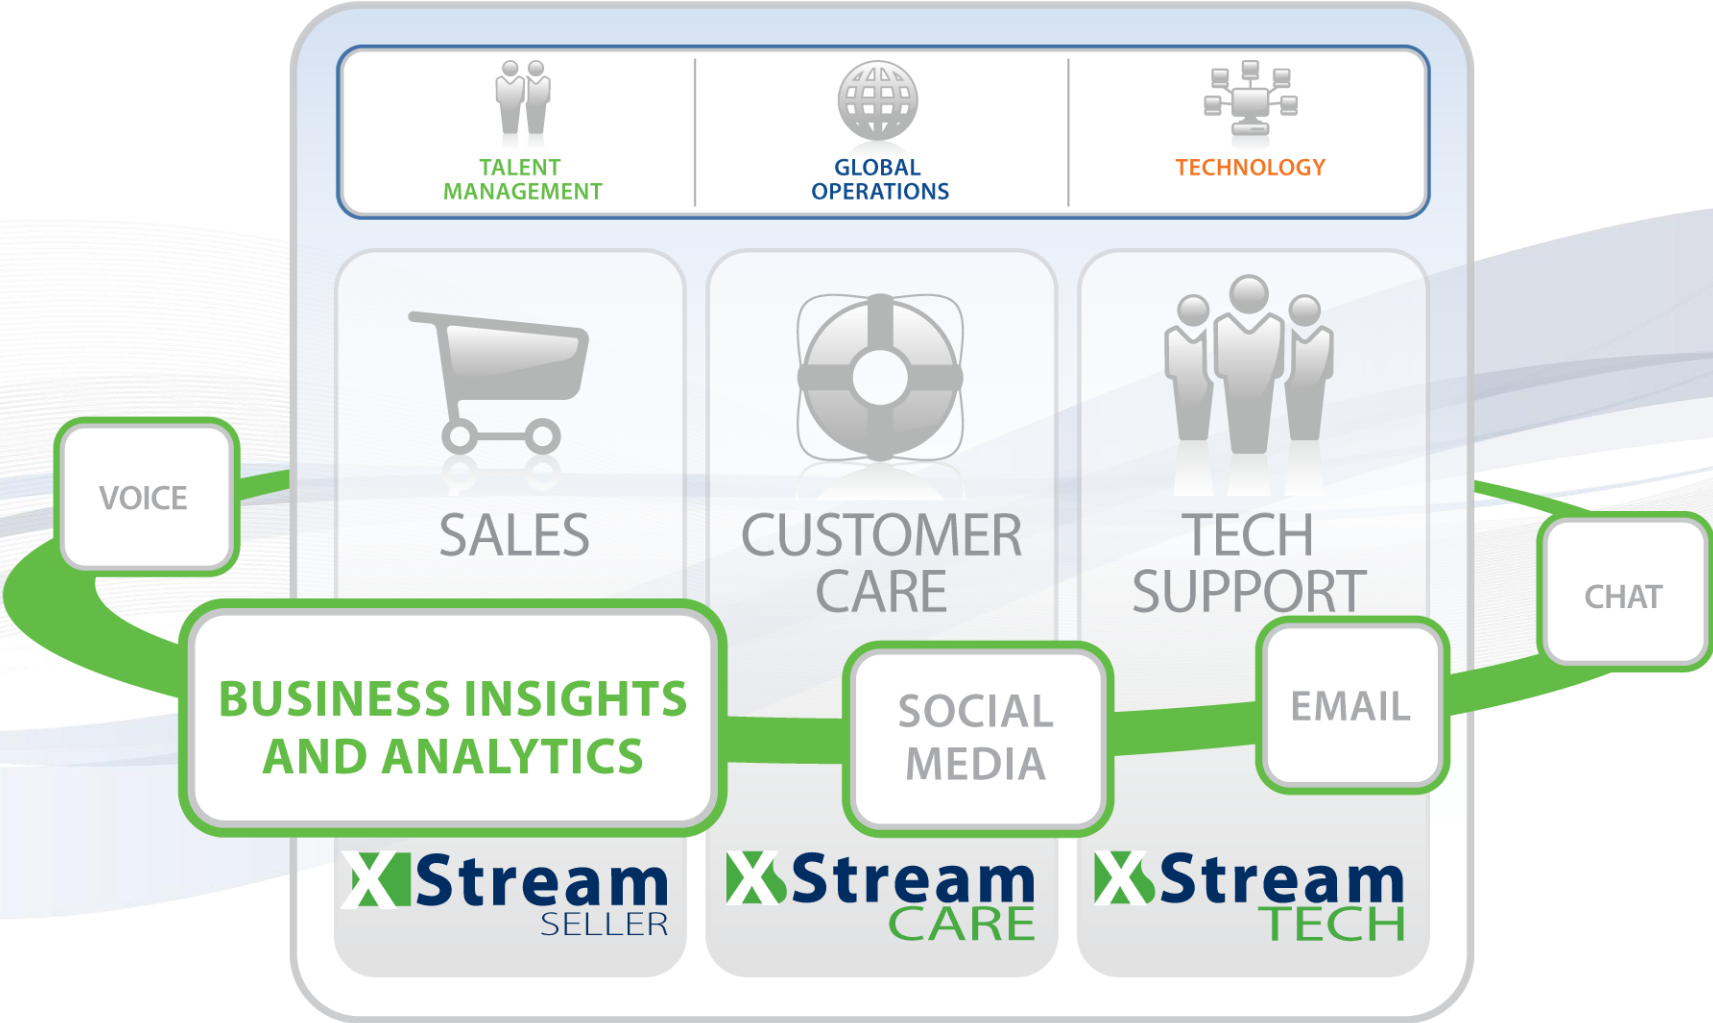 TALENT
MANAGEMENT
GLOBAL
OPERATIONS
TECHNOLOGY
SALES
CUSTOMER
CARE
TECH
SUPPORT
VOICE
BUSINESS INSIGHTS
AND ANALYTICS
SOCIAL
MEDIA
EMAIL
CHAT
XStream
SELLER
XStream
CARE
XStream
TECH